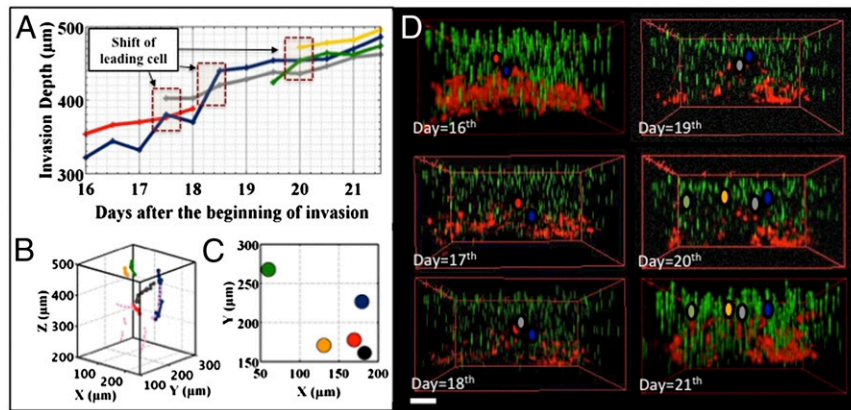 A
500
400
300
Invasion Depth (µm)
Shift of
leading cell
16 17 18 19 20 21
Days after the beginning of invasion
B
500
400
300
200
Z (µm)
100
200
X (µm)
100
200
300
Y (µm)
C
300
250
200
150
Y (µm)
50 100 150 200
X (µm)
D
Day=16th
Day=19th
Day=17th
Day=20th
Day=18th
Day=21th